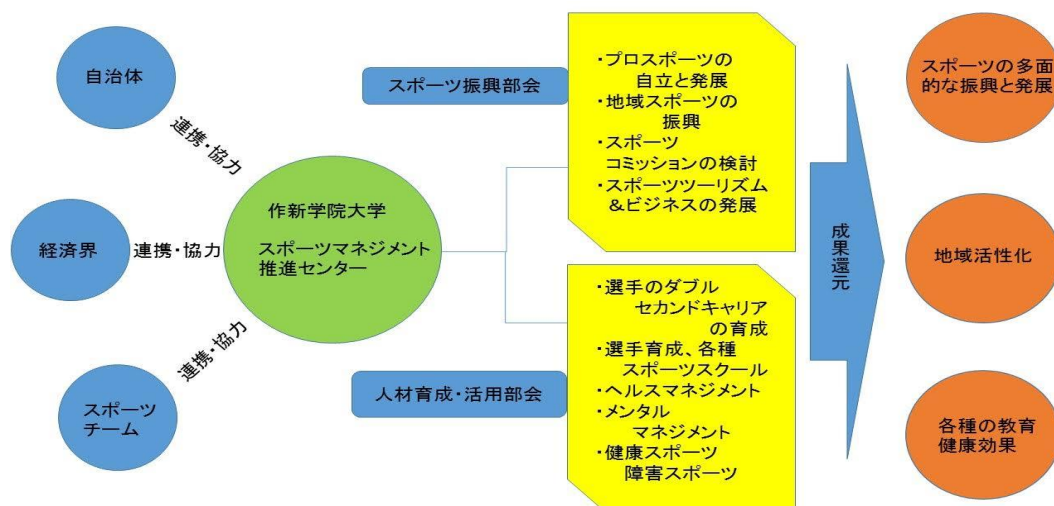 自治体
連携・協力
経済界
連携・協力
スポーツ
チーム
連携・協力
作新学院大学
スポーツマネジメント
推進センター
スポーツ振興部会
・プロスポーツの
自立と発展
・地域スポーツの
振興
・スポーツ
コミッションの検討
・スポーツツーリズム
&ビジネスの発展
人材育成・活用部会
・選手のダブル
セカンドキャリア
の育成
・選手育成、各種
スポーツスクール
・ヘルスマネジメント
・メンタル
マネジメント
・健康スポーツ
障害スポーツ
成果還元
スポーツの多面
的な振興と発展
地域活性化
各種の教育
健康効果